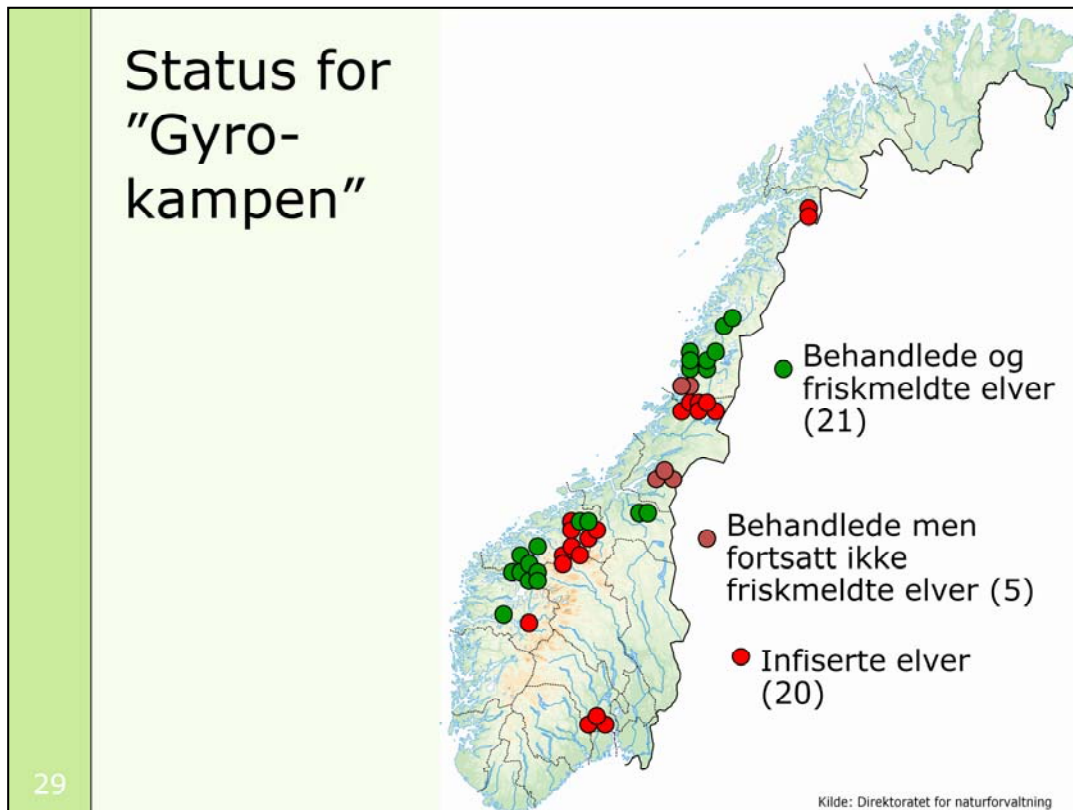 Status for
”Gyro-
kampen”
Behandlede og
friskmeldte elver
(21)
Behandlede men
fortsatt ikke
friskmeldte elver (5)
Infiserte elver
(20)
29
Kilde: Direktoratet for naturforvaltning